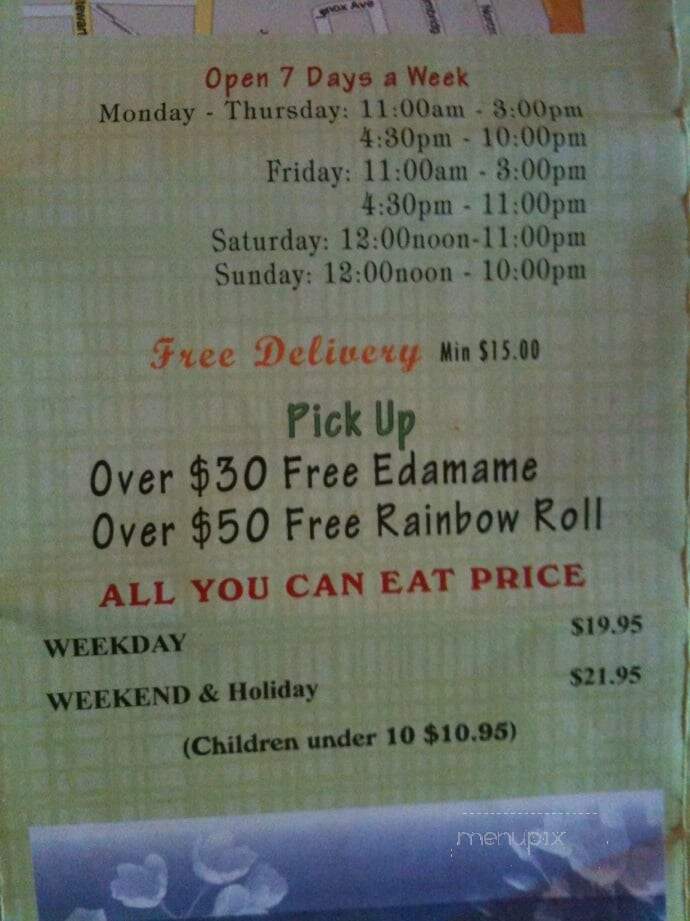 Open 7 Days a Week
Monday - Thursday: 11:00am - 3:00pm
4:30pm - 10:00pm
Friday: 11:00am - 3:00pm
4:30pm - 11:00pm
Saturday: 12:00noon-11:00pm
Sunday: 12:00noon - 10:00pm
Free Delivery Min $15.00
Pick Up
Over $30 Free Edamame
Over $50 Free Rainbow Roll
ALL YOU CAN EAT PRICE
WEEKDAY $19.95
WEEKEND & Holiday $21.95
(Children under 10 $10.95)
menupix